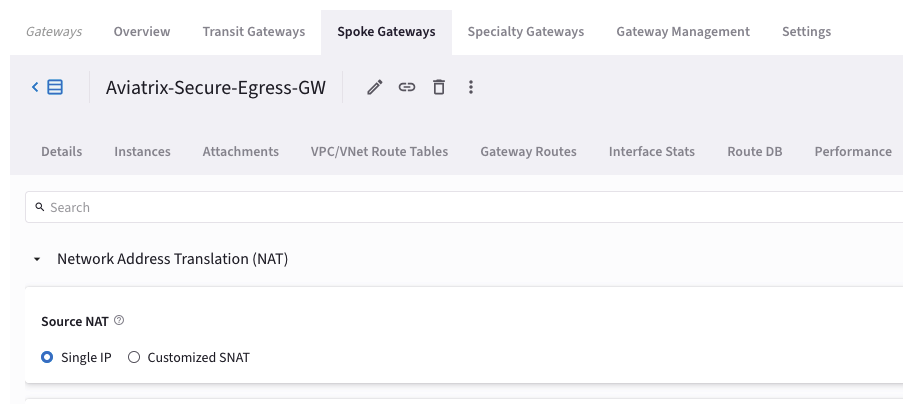 Gateways Overview Transit Gateways Spoke Gateways Specialty Gateways Gateway Management Settings
Aviatrix-Secure-Egress-GW
Details Instances Attachments VPC/VNet Route Tables Gateway Routes Interface Stats Route DB Performance
Search
Network Address Translation (NAT)
Source NAT
Single IP Customized SNAT